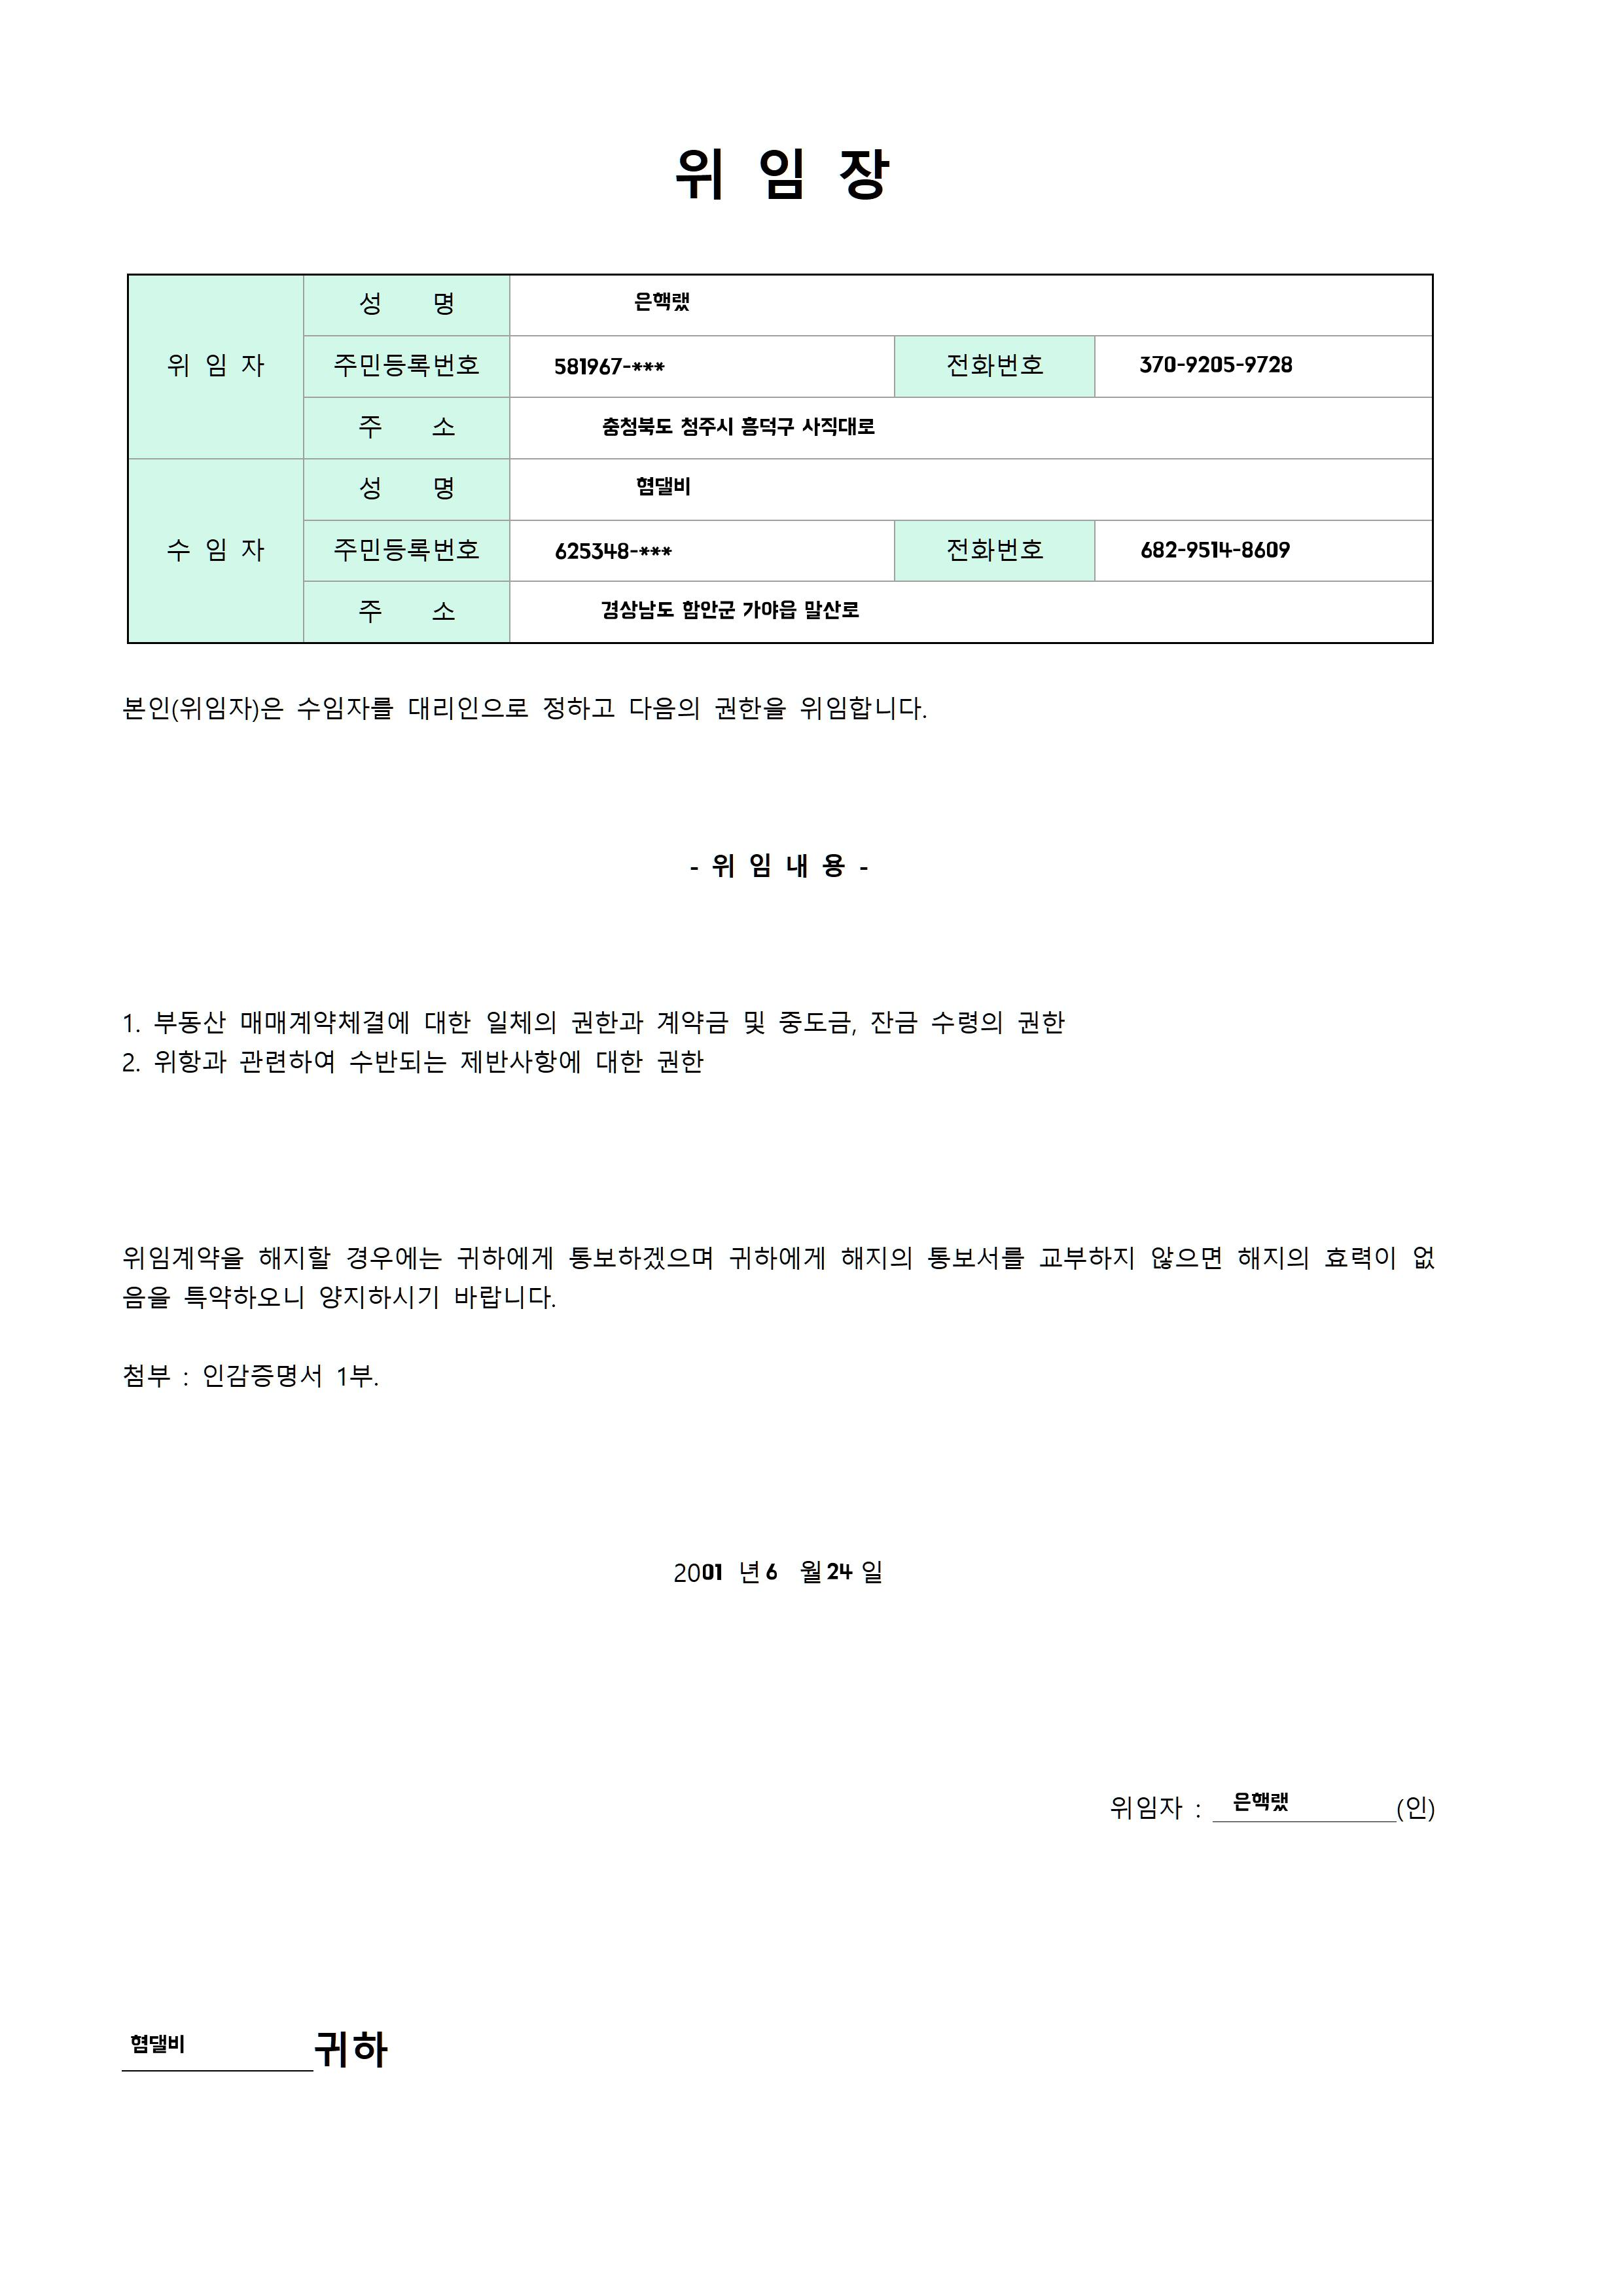 위 임 장
위 임 자
성 명 은핵랬
주민등록번호 581967-*** 전화번호 370-9205-9728
주 소 충청북도 청주시 흥덕구 사직대로
수 임 자
성 명 혐댈비
주민등록번호 625348-*** 전화번호 682-9514-8609
주 소 경상남도 함안군 가야읍 말산로
본인(위임자)은 수임자를 대리인으로 정하고 다음의 권한을 위임합니다.
- 위 임 내 용 -
1. 부동산 매매계약체결에 대한 일체의 권한과 계약금 및 중도금, 잔금 수령의 권한
2. 위항과 관련하여 수반되는 제반사항에 대한 권한
위임계약을 해지할 경우에는 귀하에게 통보하겠으며 귀하에게 해지의 통보서를 교부하지 않으면 해지의 효력이 없
음을 특약하오니 양지하시기 바랍니다.
첨부 : 인감증명서 1부.
2001 년 6 월 24 일
위임자 : 은핵랬 (인)
혐댈비 귀하